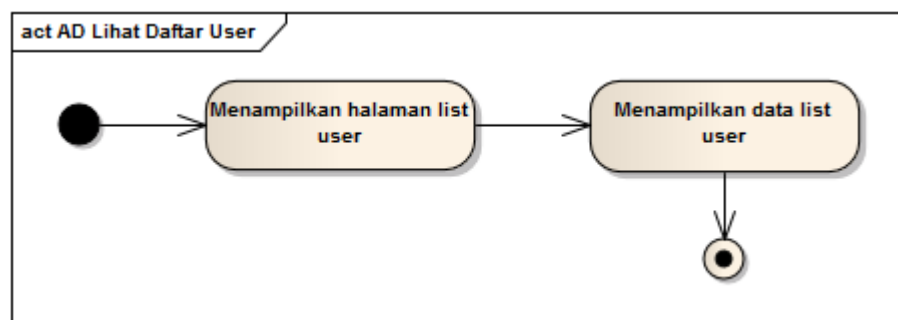 act AD Lihat Daftar User
Menampilkan halaman list
user
Menampilkan data list
user